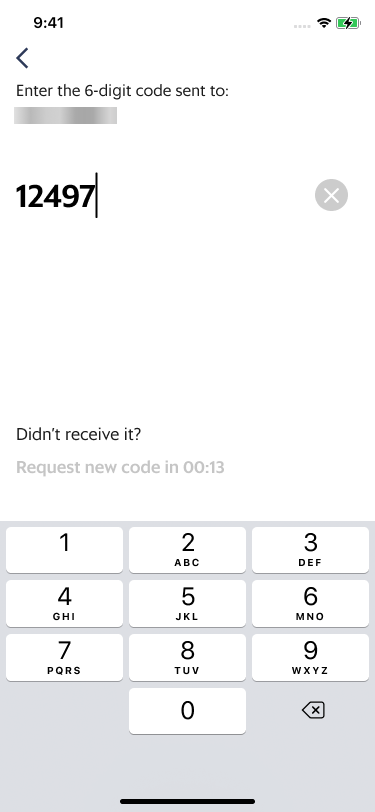 9:41
Enter the 6-digit code sent to:
12497
Didn't receive it?
Request new code in 00:13
1
2
ABC
3
DEF
4
GHI
5
JKL
6
MNO
7
PQRS
8
TUV
9
WXYZ
0